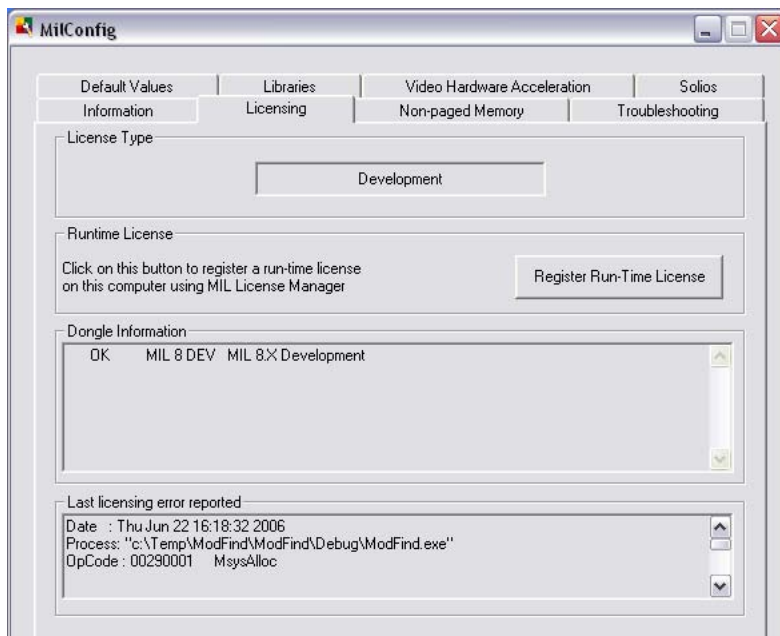 MilConfig
Default Values Libraries Video Hardware Acceleration Solios
Information Licensing Non-paged Memory Troubleshooting
License Type
Development
Runtime License
Click on this button to register a run-time license
on this computer using MIL License Manager
Register Run-Time License
Dongle Information
OK MIL 8 DEV MIL 8.X Development
Last licensing error reported
Date : Thu Jun 22 16:18:32 2006
Process: "c:\Temp\ModFind\ModFind\Debug\ModFind.exe"
OpCode : 00290001 MsysAlloc